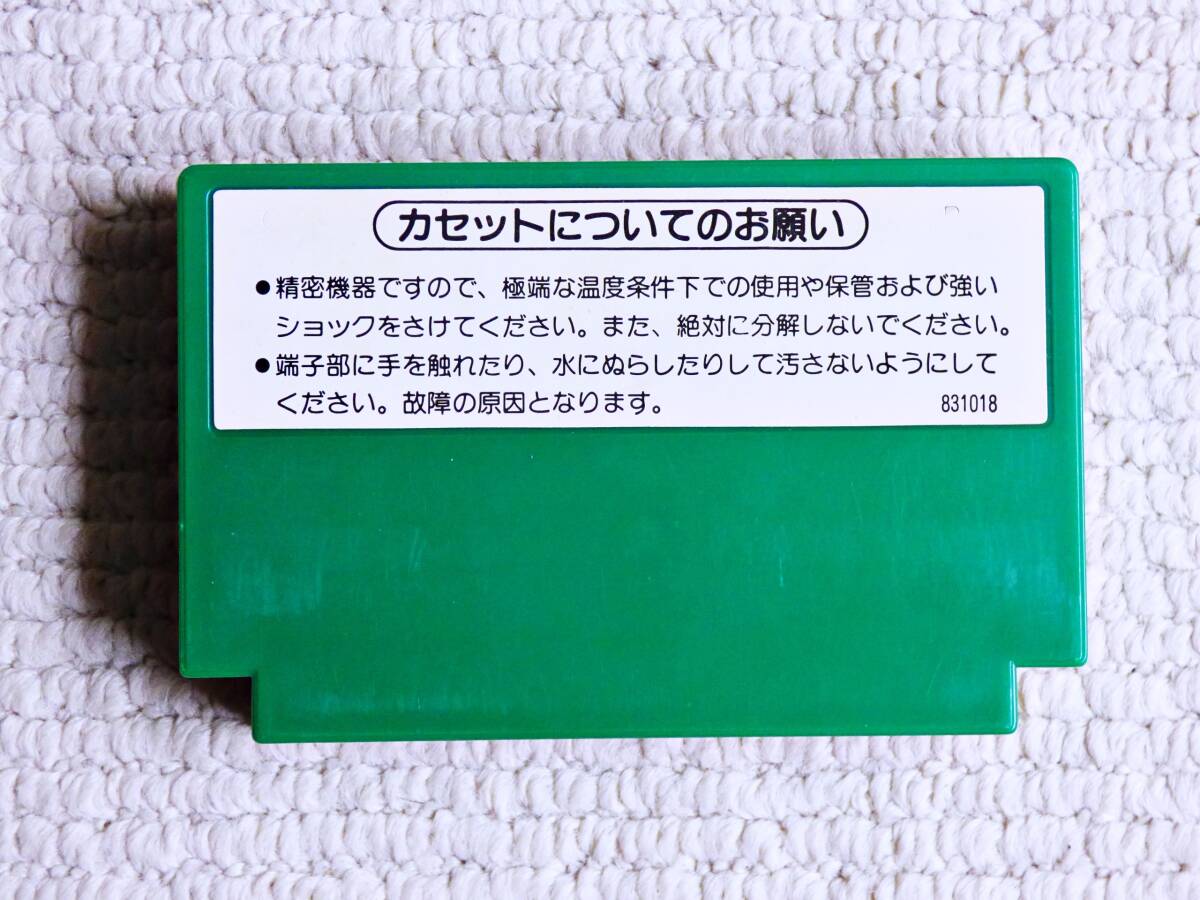 カセットについてのお願い
●精密機器ですので、極端な温度条件下での使用や保管および強い
ショックをさけてください。また、絶対に分解しないでください。
●端子部に手を触れたり、水にぬらしたりして汚さないようにして
ください。故障の原因となります。 831018